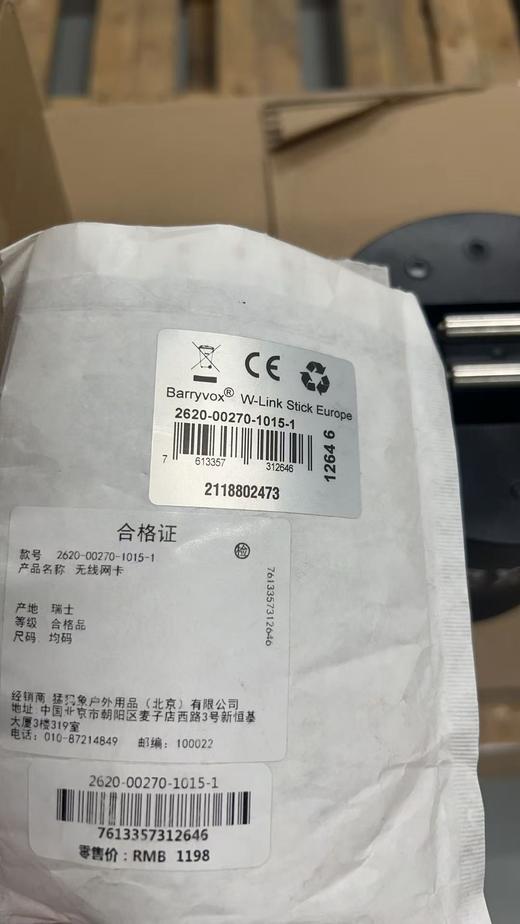 CE
Barryvox® W-Link Stick Europe
2620-00270-1015-1
7 613357 312646
12646
2118802473
合格证
款号 2620-00270-1015-1
检
产品名称 无线网卡
7613357312646
产地 瑞士
等级 合格品
尺码 均码
经销商 猛犸象户外用品（北京）有限公司
地址:中国北京市朝阳区麦子店西路3号新恒基
大厦3楼319室
电话：010-87214849 邮编：100022
2620-00270-1015-1
7613357312646
零售价：RMB 1198